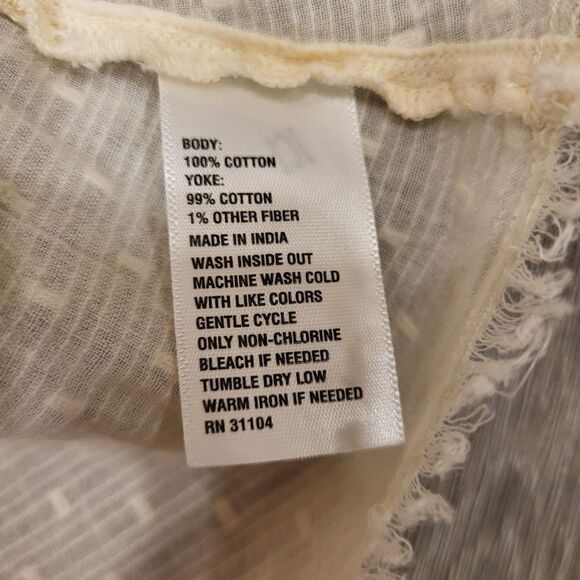 BODY:
100% COTTON
YOKE:
99% COTTON
1% OTHER FIBER
MADE IN INDIA
WASH INSIDE OUT
MACHINE WASH COLD
WITH LIKE COLORS
GENTLE CYCLE
ONLY NON-CHLORINE
BLEACH IF NEEDED
TUMBLE DRY LOW
WARM IRON IF NEEDED
RN 31104